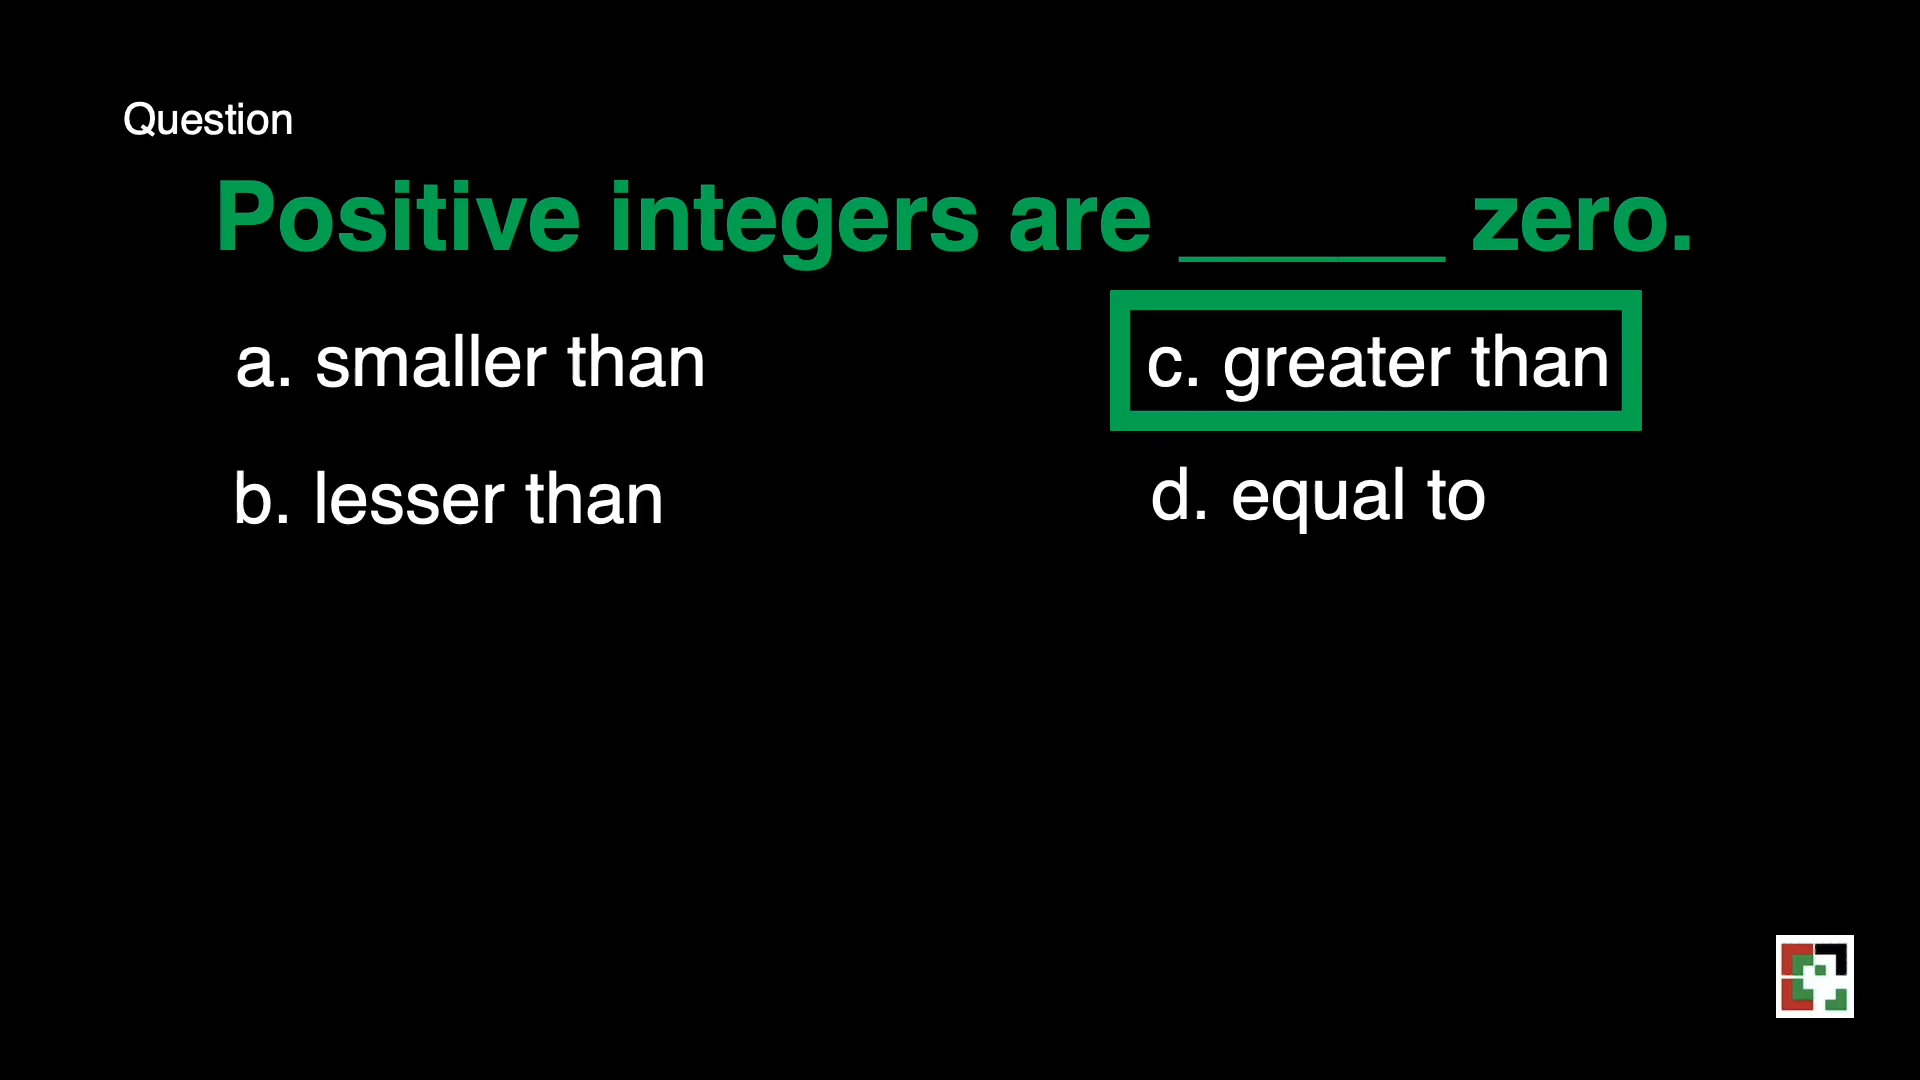 Question
Positive integers are ______ zero.
a. smaller than
b. lesser than
c. greater than
d. equal to